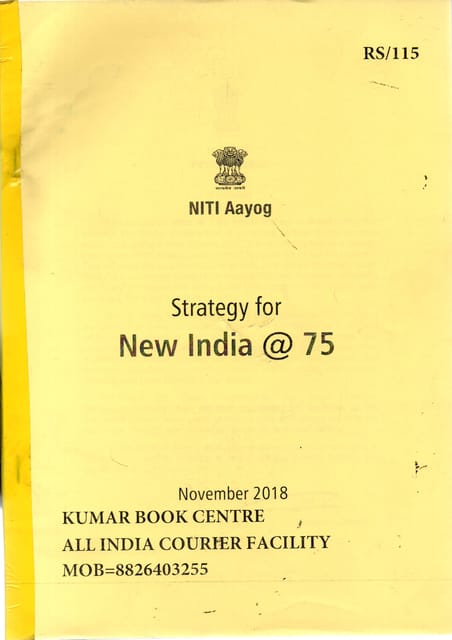 RS/115
NITI Aayog
Strategy for
New India @ 75
November 2018
KUMAR BOOK CENTRE
ALL INDIA COURIER FACILITY
MOB=8826403255